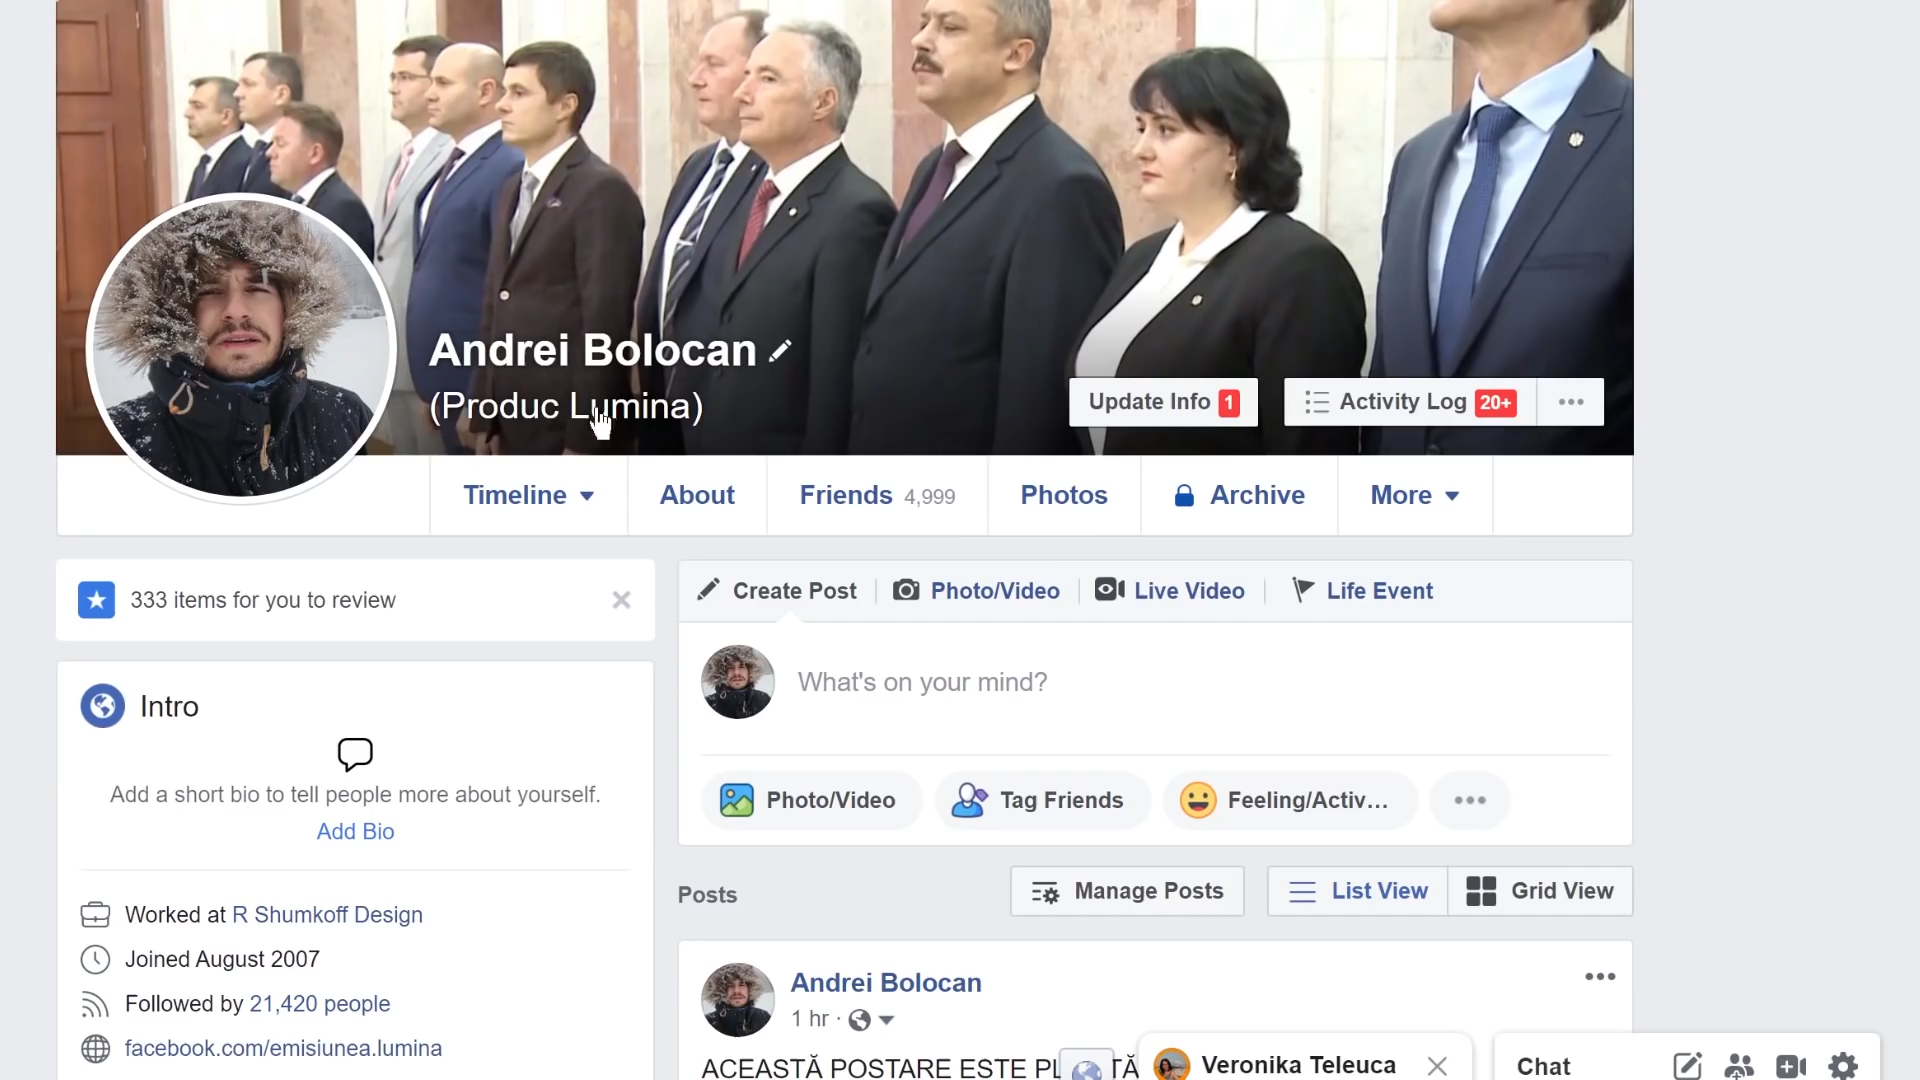 Andrei Bolocan
(Produc Lumina)
Update Info 1
Activity Log 20+
Timeline
About
Friends 4,999
Photos
Archive
More
333 items for you to review
Create Post
Photo/Video
Live Video
Life Event
Intro
What's on your mind?
Add a short bio to tell people more about yourself.
Add Bio
Photo/Video
Tag Friends
Feeling/Activ...
Worked at R Shumkoff Design
Joined August 2007
Followed by 21,420 people
facebook.com/emisiunea.lumina
Posts
Manage Posts
List View
Grid View
Andrei Bolocan
1 hr ·
ACEASTĂ POSTARE ESTE
Veronika Teleuca
Chat